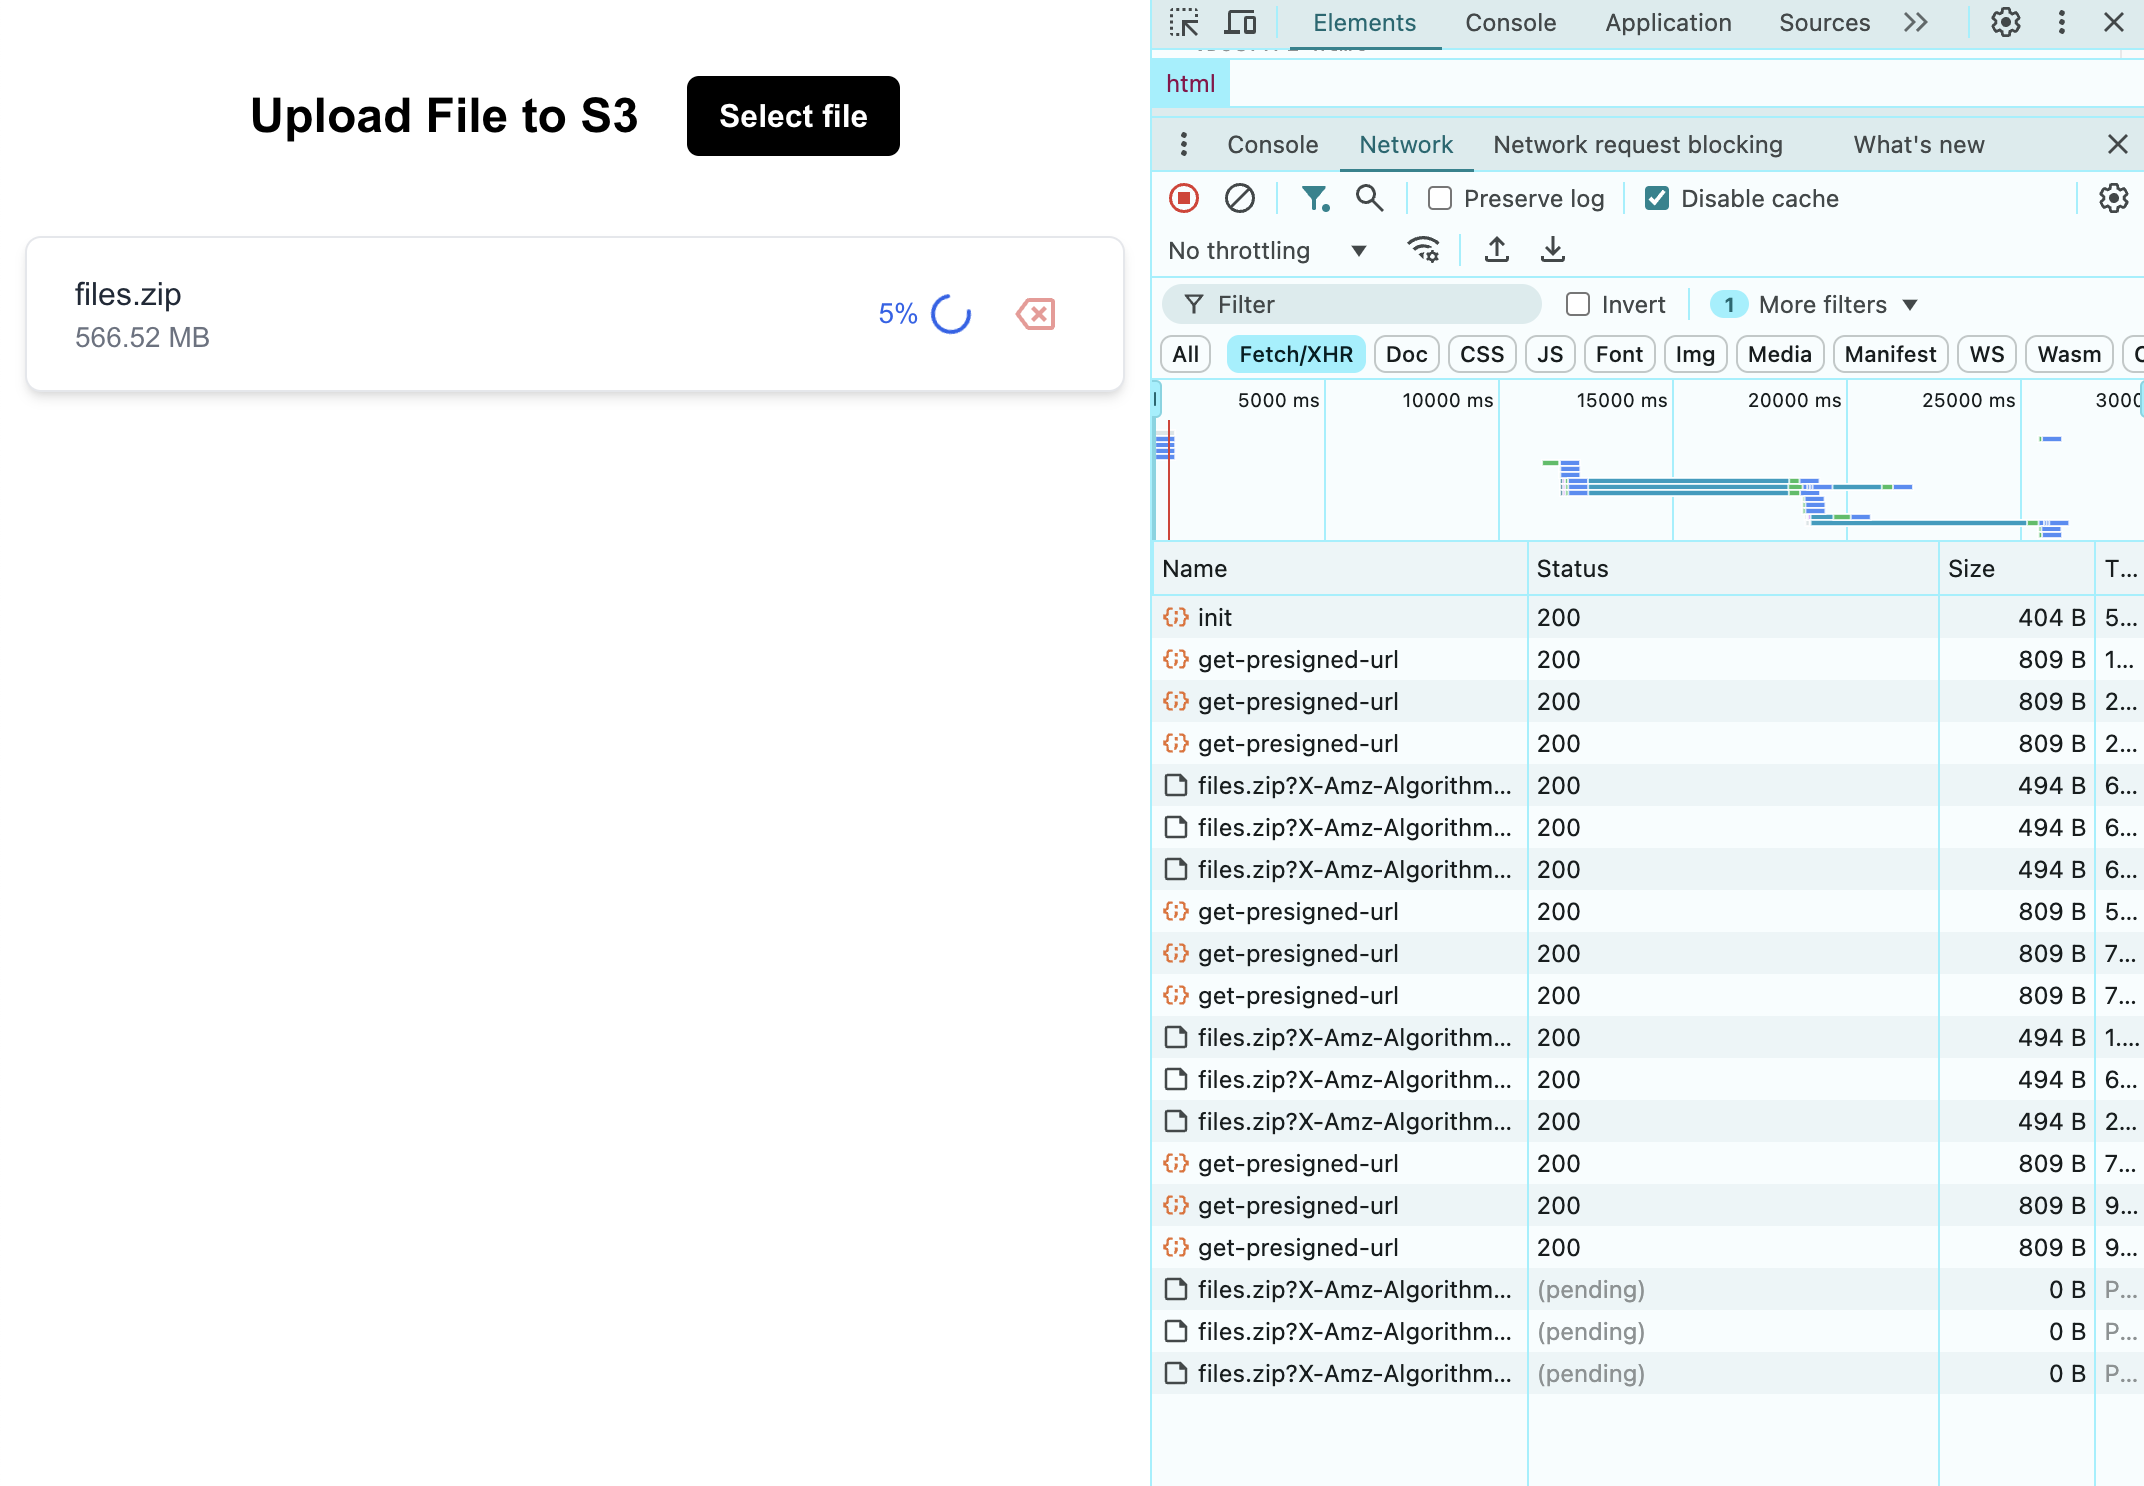 Upload File to S3
Select file
files.zip
566.52 MB
5%
Elements Console Application Sources
html
Console Network Network request blocking What's new
Preserve log Disable cache
No throttling
Filter Invert 1 More filters
All Fetch/XHR Doc CSS JS Font Img Media Manifest WS Wasm
5000 ms 10000 ms 15000 ms 20000 ms 25000 ms 3000
Name Status Size T...
init 200 404 B 5...
get-presigned-url 200 809 B 1...
get-presigned-url 200 809 B 2...
get-presigned-url 200 809 B 2...
files.zip?X-Amz-Algorithm... 200 494 B 6...
files.zip?X-Amz-Algorithm... 200 494 B 6...
files.zip?X-Amz-Algorithm... 200 494 B 6...
get-presigned-url 200 809 B 5...
get-presigned-url 200 809 B 7...
get-presigned-url 200 809 B 7...
files.zip?X-Amz-Algorithm... 200 494 B 1....
files.zip?X-Amz-Algorithm... 200 494 B 6...
files.zip?X-Amz-Algorithm... 200 494 B 2...
get-presigned-url 200 809 B 7...
get-presigned-url 200 809 B 9...
get-presigned-url 200 809 B 9...
files.zip?X-Amz-Algorithm... (pending) 0 B P...
files.zip?X-Amz-Algorithm... (pending) 0 B P...
files.zip?X-Amz-Algorithm... (pending) 0 B P...